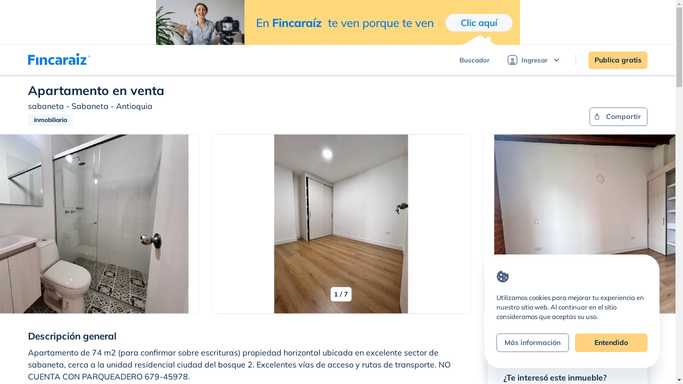 En Fincaraíz te ven porque te ven
Clic aquí
Fincaraiz
Buscador
Ingresar
Publica gratis
Apartamento en venta
sabaneta - Sabaneta - Antioquia
Inmobiliaria
Compartir
1 / 7
Utilizamos cookies para mejorar tu experiencia en
nuestro sitio web. Al continuar en el sitio
consideramos que aceptas su uso.
Más información
Entendido
Descripción general
Apartamento de 74 m2 (para confirmar sobre escrituras) propiedad horizontal ubicada en excelente sector de
sabaneta, cerca a la unidad residencial ciudad del bosque 2. Excelentes vías de acceso y rutas de transporte. NO
CUENTA CON PARQUEADERO 679-45978.
¿Te interesó este inmueble?